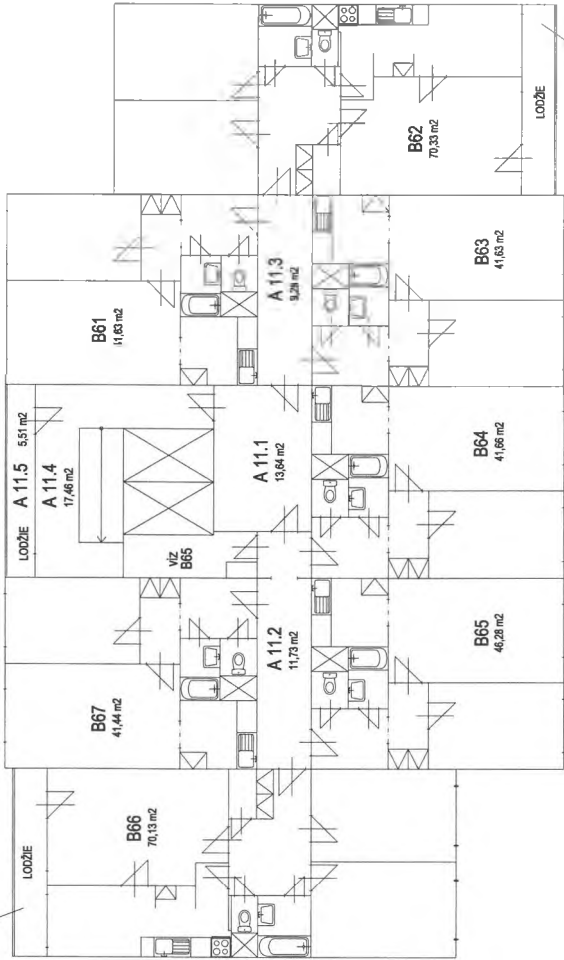 LODŽIE
B62
70,33 m2
B63
41,63 m2
A 11.3
9,28 m2
B61
41,63 m2
B64
41,66 m2
A 11.1
13,64 m2
A 11.5 5,51 m2
LODŽIE
A 11.4
17,46 m2
viz
B65
B65
46,28 m2
A 11.2
11,73 m2
B67
41,44 m2
B66
70,13 m2
LODŽIE